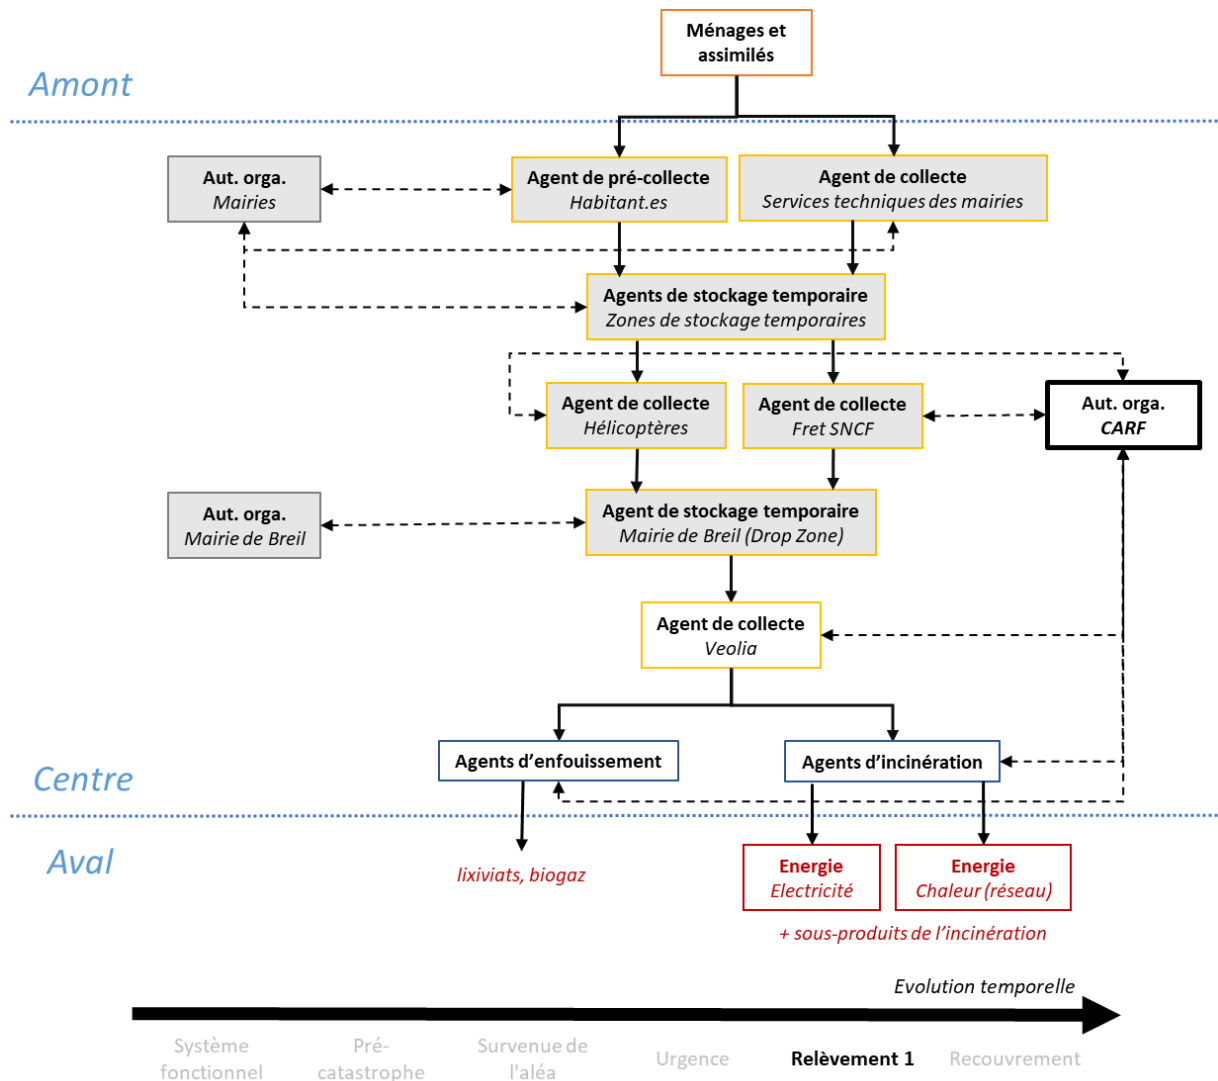 Ménages et
assimilés
Amont
Aut. orga.
Mairies
Agent de pré-collecte
Habitant.es
Agent de collecte
Services techniques des mairies
Agents de stockage temporaire
Zones de stockage temporaires
Agent de collecte
Hélicoptères
Agent de collecte
Fret SNCF
Aut. orga.
CARF
Aut. orga.
Mairie de Breil
Agent de stockage temporaire
Mairie de Breil (Drop Zone)
Agent de collecte
Veolia
Agents d’enfouissement
Agents d’incinération
Centre
Aval
lixiviats, biogaz
Energie
Electricité
Energie
Chaleur (réseau)
+ sous-produits de l’incinération
Evolution temporelle
Système
fonctionnel
Pré-
catastrophe
Survenue de
l'aléa
Urgence
Relèvement 1
Recouvrement